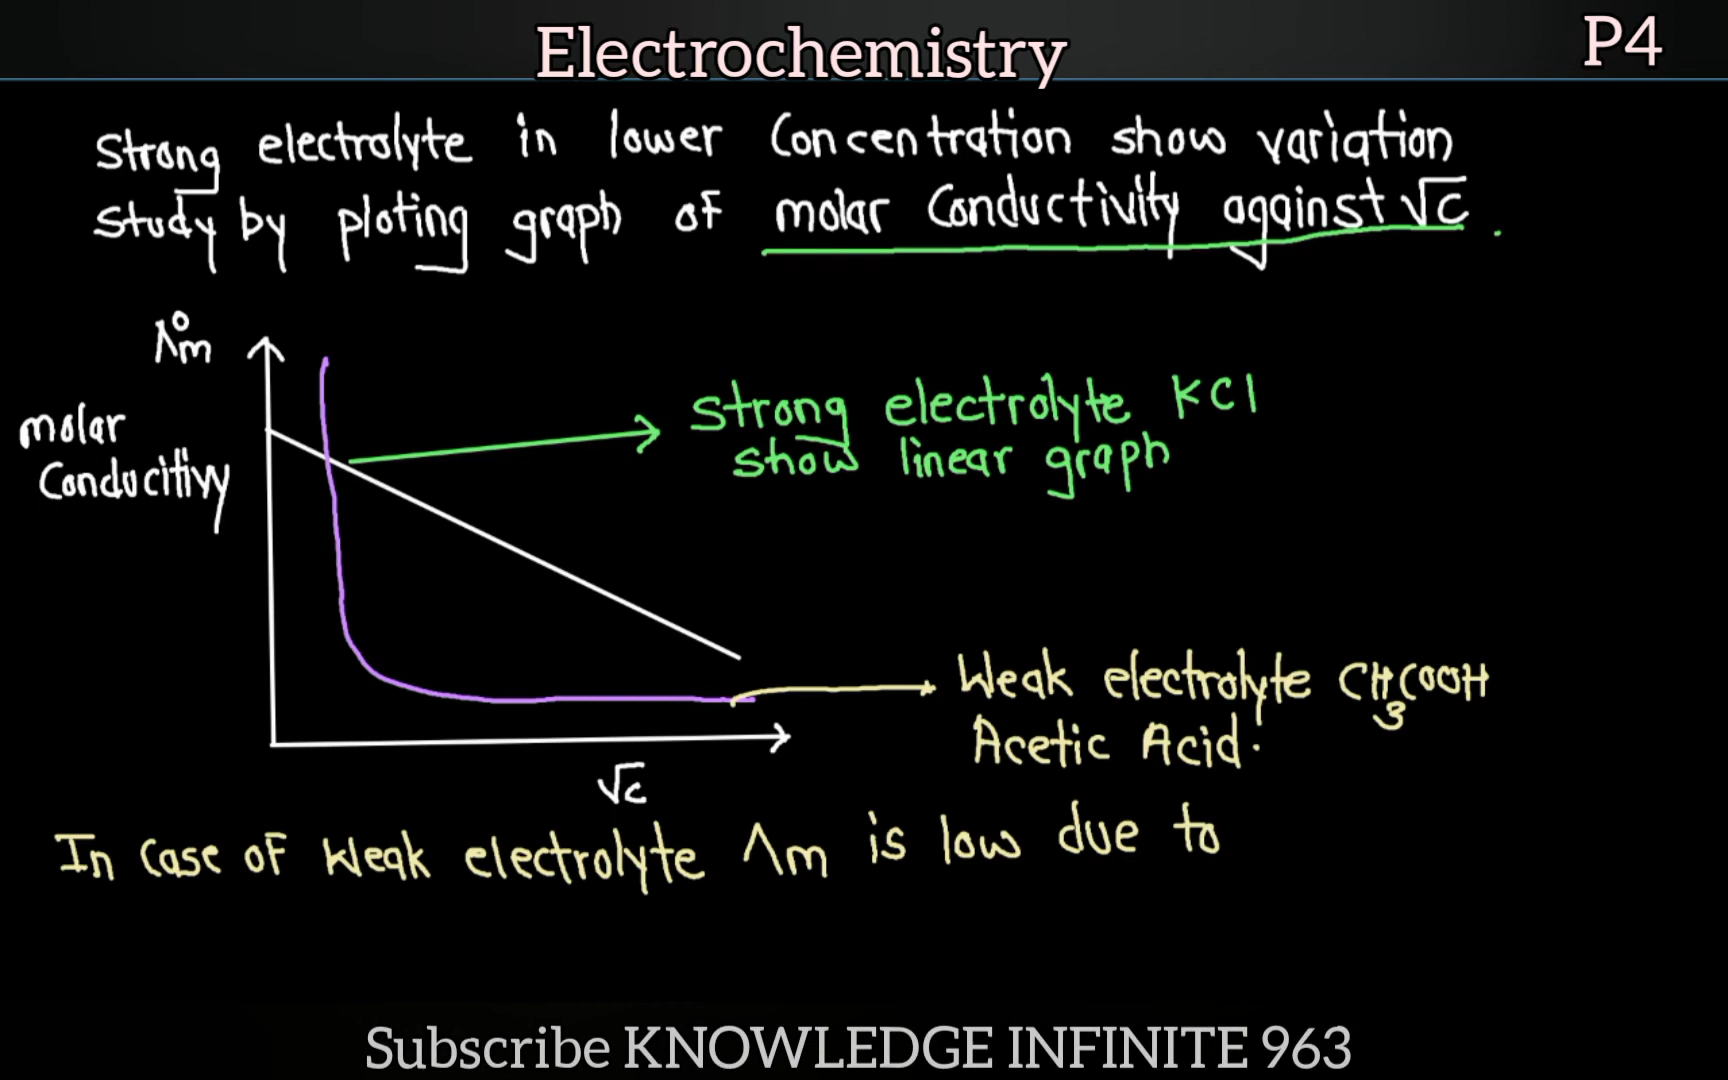 Electrochemistry
P4
Strong electrolyte in lower Concentration show variation
study by ploting graph of molar Conductivity against √c .
Λ°m
molar
Conducitivy
Strong electrolyte KCl
show linear graph
Weak electrolyte CH₃COOH
Acetic Acid.
√c
In Case of Weak electrolyte Λm is low due to
Subscribe KNOWLEDGE INFINITE 963